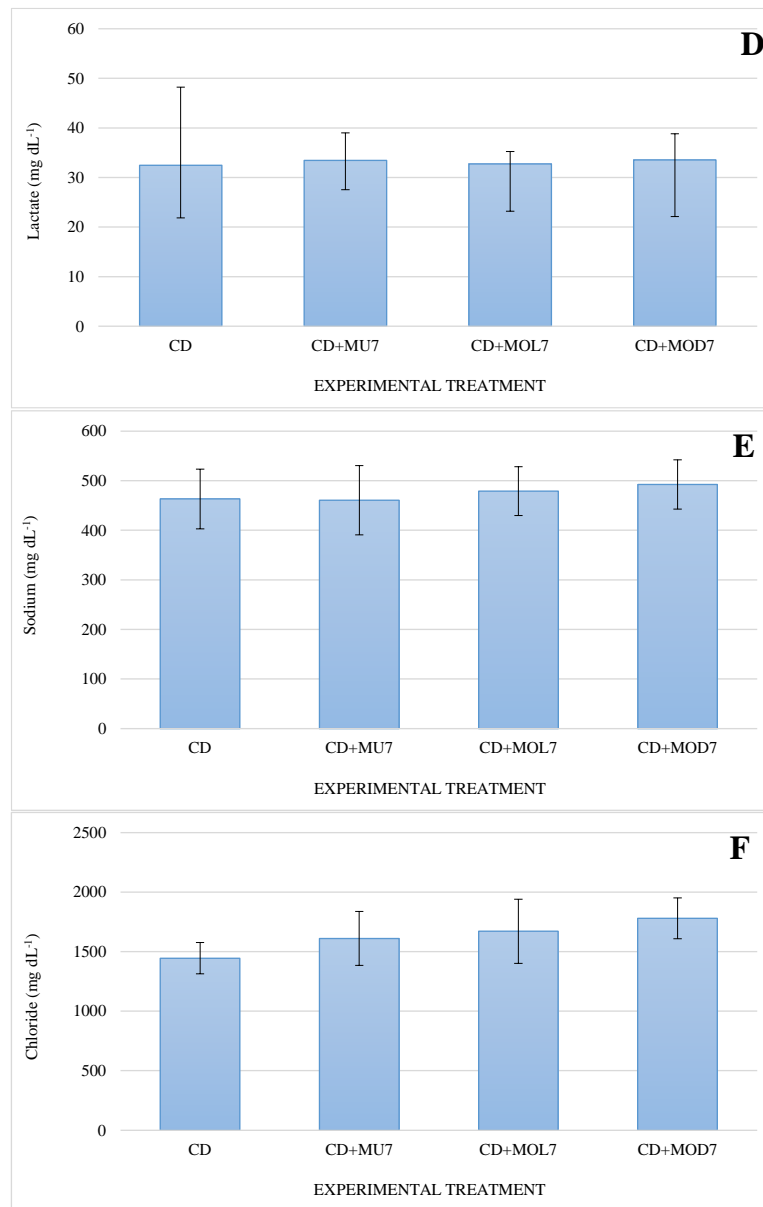 D
60
50
40
30
20
10
0
Lactate (mg dL⁻¹)
CD CD+MU7 CD+MOL7 CD+MOD7
EXPERIMENTAL TREATMENT
E
600
500
400
300
200
100
0
Sodium (mg dL⁻¹)
CD CD+MU7 CD+MOL7 CD+MOD7
EXPERIMENTAL TREATMENT
F
2500
2000
1500
1000
500
0
Chloride (mg dL⁻¹)
CD CD+MU7 CD+MOL7 CD+MOD7
EXPERIMENTAL TREATMENT